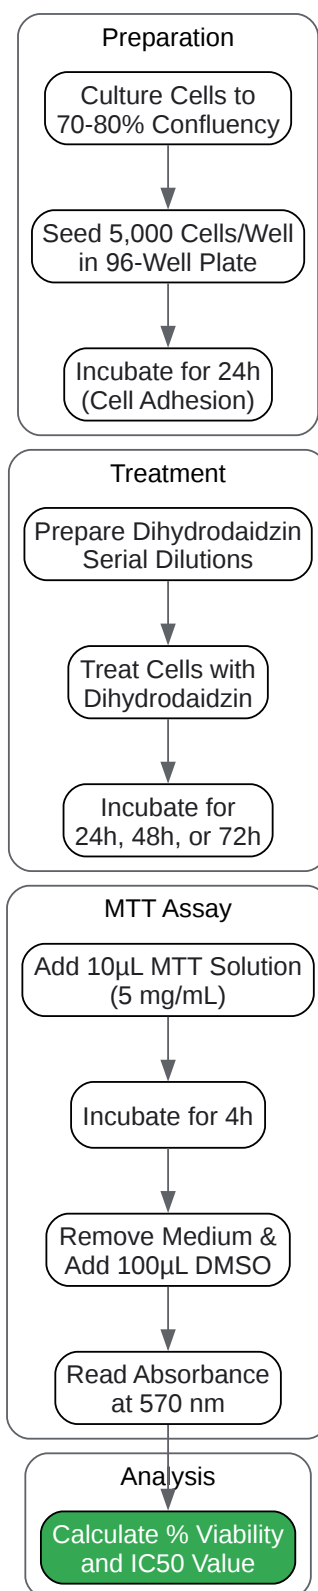 Preparation
Culture Cells to
70-80% Confluency
Seed 5,000 Cells/Well
in 96-Well Plate
Incubate for 24h
(Cell Adhesion)
Treatment
Prepare Dihydrodaidzin
Serial Dilutions
Treat Cells with
Dihydrodaidzin
Incubate for
24h, 48h, or 72h
MTT Assay
Add 10µL MTT Solution
(5 mg/mL)
Incubate for 4h
Remove Medium &
Add 100µL DMSO
Read Absorbance
at 570 nm
Analysis
Calculate % Viability
and IC50 Value